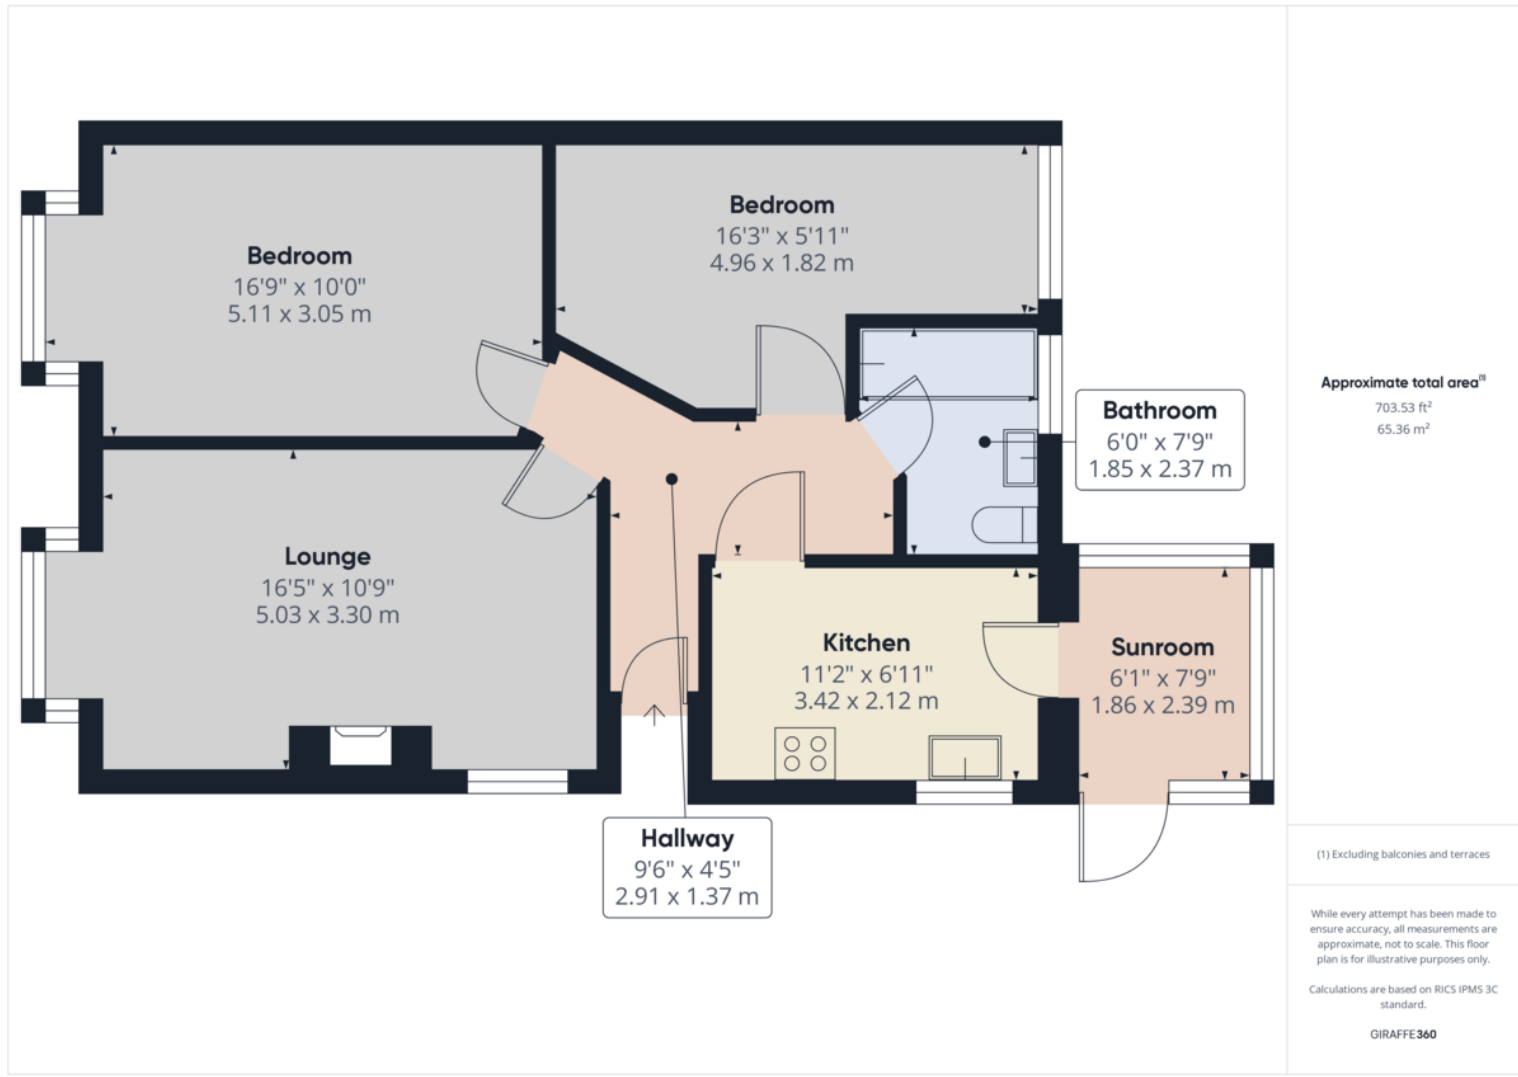 Bedroom
16'9" x 10'0"
5.11 x 3.05 m
Bedroom
16'3" x 5'11"
4.96 x 1.82 m
Bathroom
6'0" x 7'9"
1.85 x 2.37 m
Lounge
16'5" x 10'9"
5.03 x 3.30 m
Kitchen
11'2" x 6'11"
3.42 x 2.12 m
Sunroom
6'1" x 7'9"
1.86 x 2.39 m
Hallway
9'6" x 4'5"
2.91 x 1.37 m
Approximate total area⁽¹⁾
703.53 ft²
65.36 m²
(1) Excluding balconies and terraces
While every attempt has been made to
ensure accuracy, all measurements are
approximate, not to scale. This floor
plan is for illustrative purposes only.
Calculations are based on RICS IPMS 3C
standard.
GIRAFFE360